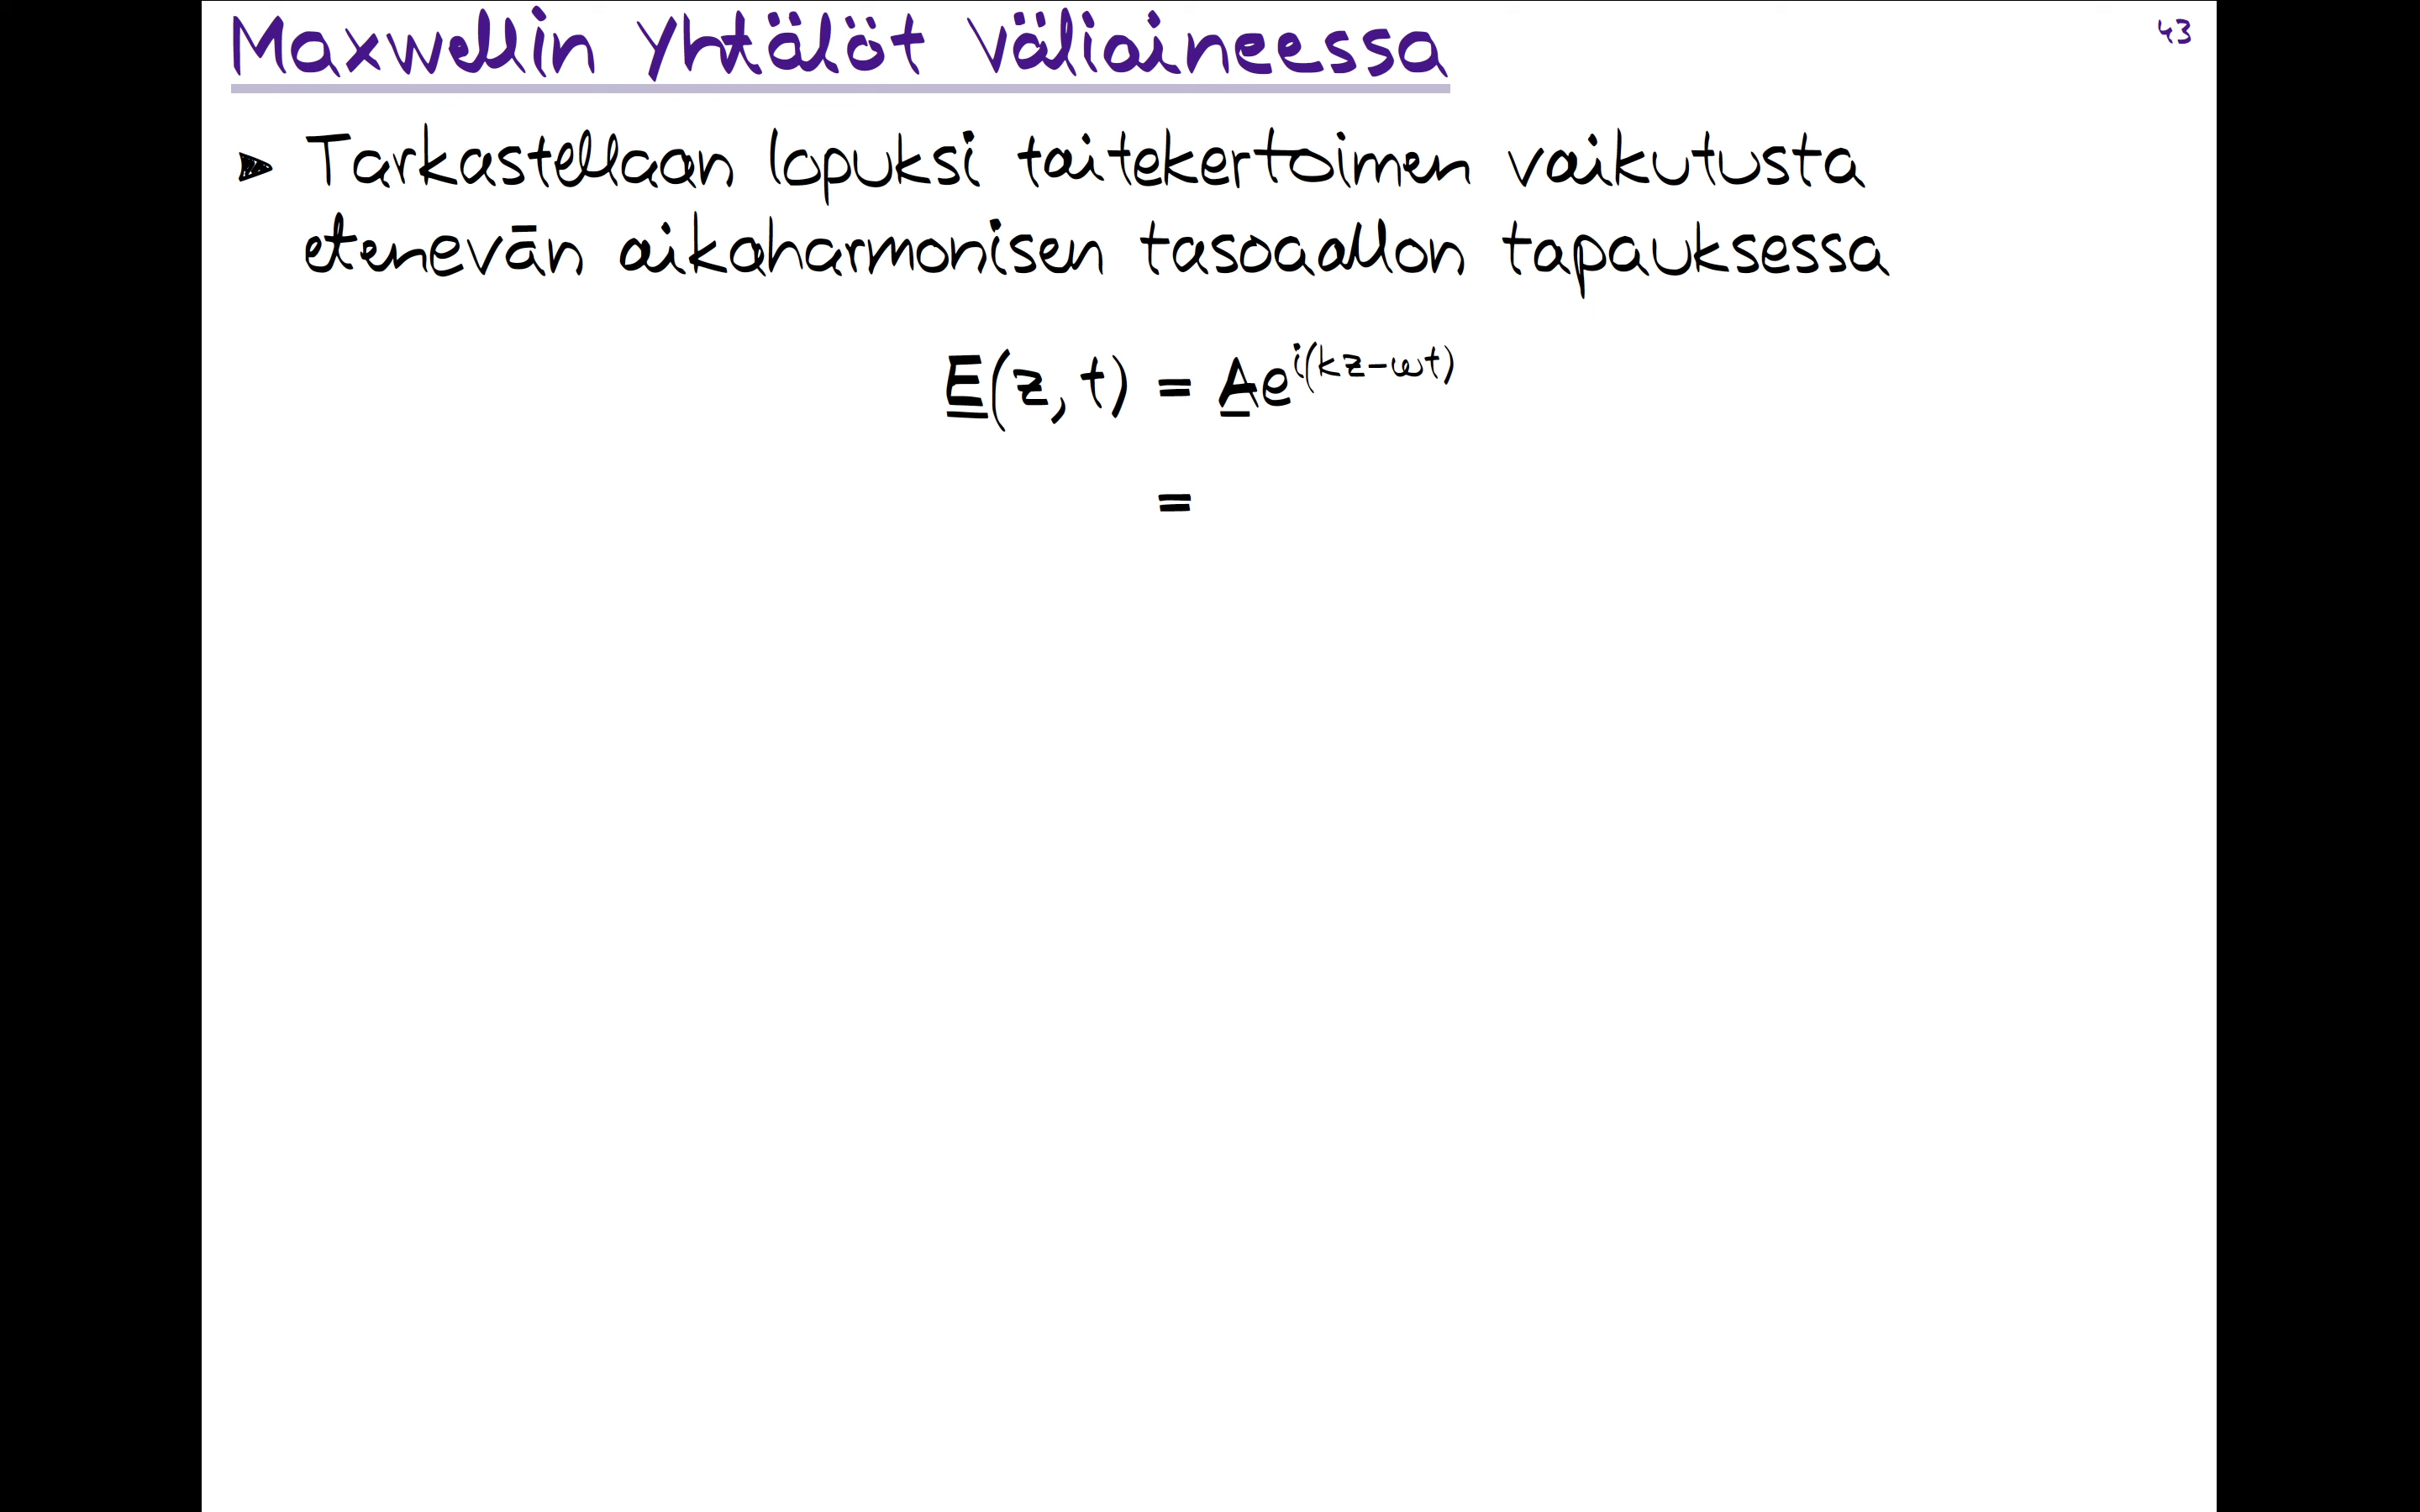 Maxwellin Yhtälöt Väliaineessa
43
▶ Tarkastellaan lopuksi taitekertoimen vaikutusta
etenevän aikaharmonisen tasoaallon tapauksessa
E(z, t) = Ae^{i(kz-ωt)}
=